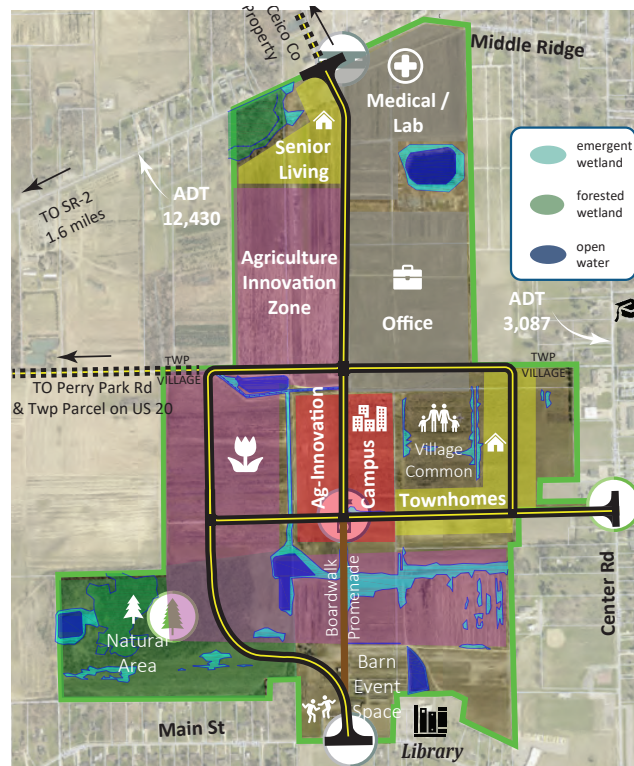 Geico Co
Property
Middle Ridge
Medical /
Lab
emergent
wetland
forested
wetland
open
water
Senior
Living
ADT
12,430
TO SR-2
1.6 miles
Agriculture
Innovation
Zone
Office
ADT
3,087
TWP
VILLAGE
TWP
VILLAGE
TO Perry Park Rd
& Twp Parcel on US 20
Ag-Innovation
Campus
Village
Common
Townhomes
Boardwalk
Promenade
Center Rd
Natural
Area
Barn
Event
Space
Main St
Library